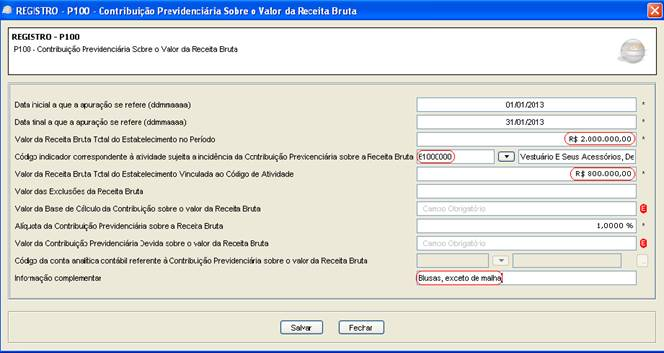 REGISTRO - P100 - Contribuição Previdenciária Sobre o Valor da Receita Bruta
REGISTRO - P100
P100 - Contribuição Previdenciária Sobre o Valor da Receita Bruta
Data inicial a que a apuração se refere (ddmmaaaa) 01/01/2013 *
Data final a que a apuração se refere (ddmmaaaa) 31/01/2013 *
Valor da Receita Bruta Total do Estabelecimento no Período R$ 2.000.000,00 *
Código indicador correspondente à atividade sujeita a incidência da Contribuição Previdenciária sobre a Receita Bruta 61000000 Vestuário E Seus Acessórios, De
Valor da Receita Bruta Total do Estabelecimento Vinculada ao Código de Atividade R$ 800.000,00 *
Valor das Exclusões da Receita Bruta
Valor da Base de Cálculo da Contribuição sobre o valor da Receita Bruta Campo Obrigatório E
Alíquota da Contribuição Previdenciária sobre a Receita Bruta 1,0000 % *
Valor da Contribuição Previdenciária Devida sobre o valor da Receita Bruta Campo Obrigatório E
Código da conta analítica contábil referente à Contribuição Previdenciária sobre o valor da Receita Bruta ...
Informação complementar Blusas, exceto de malha
Salvar Fechar